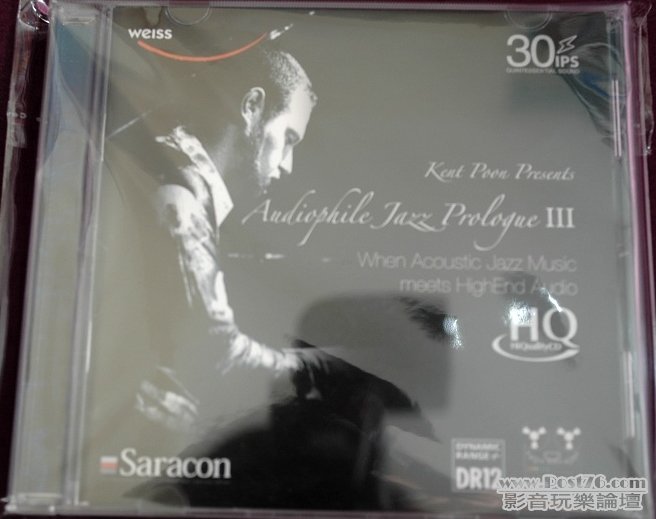 weiss
30 IPS
QUINTESSENTIAL SOUND
Kent Poon Presents
Audiophile Jazz Prologue III
When Acoustic Jazz Music
meets HighEnd Audio
HQ
HiQualityCD
Saracon
DYNAMIC
RANGE
DR12
www.Post76.com
影音玩樂論壇